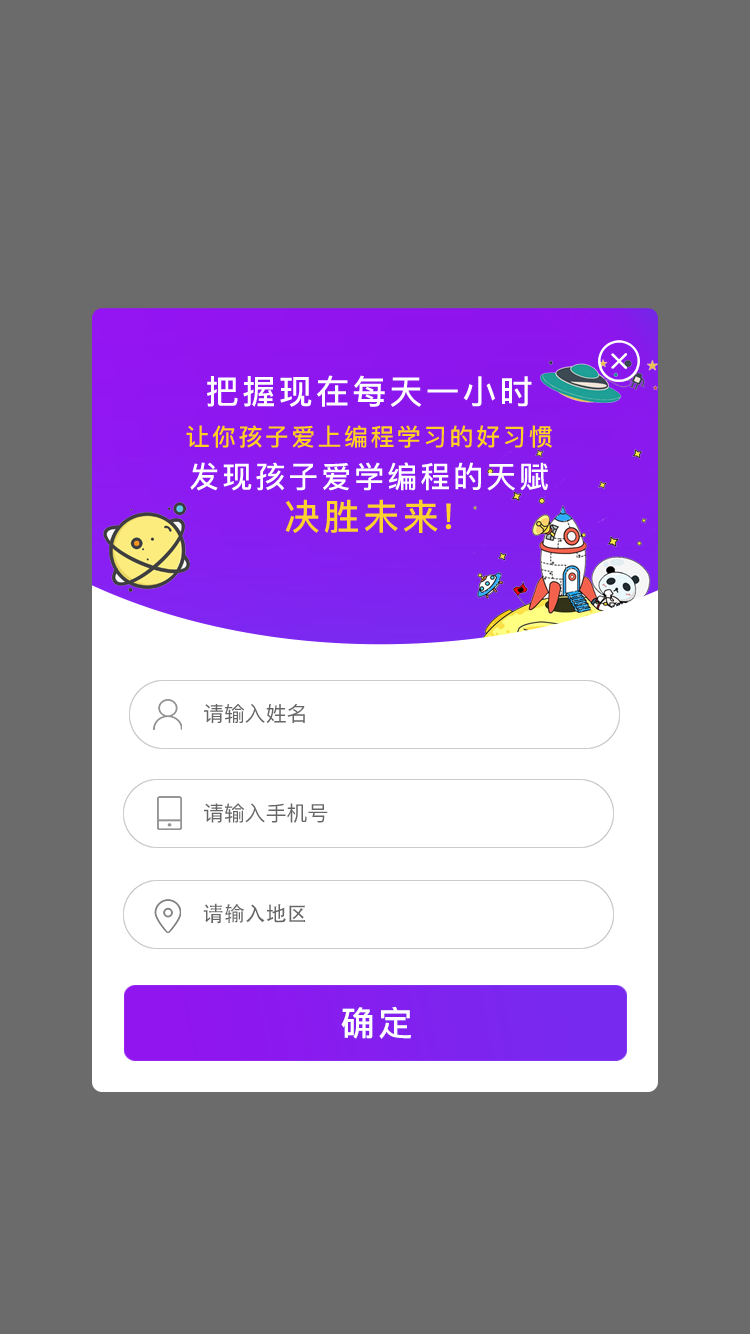 把握现在每天一小时
让你孩子爱上编程学习的好习惯
发现孩子爱学编程的天赋
决胜未来!
请输入姓名
请输入手机号
请输入地区
确定